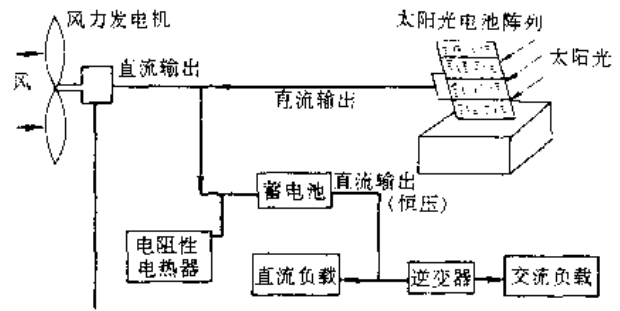 风力发电机
太阳光电池阵列
直流输出
太阳光
风
直流输出
蓄电池
直流输出
(恒压)
电阻性
电热器
直流负载
逆变器
交流负载